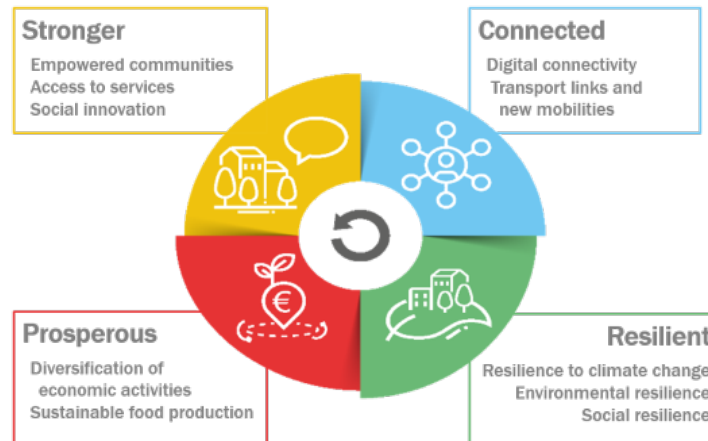 Stronger
Empowered communities
Access to services
Social innovation
Connected
Digital connectivity
Transport links and
new mobilities
€
Prosperous
Diversification of
economic activities
Sustainable food production
Resilient
Resilience to climate change
Environmental resilience
Social resilience